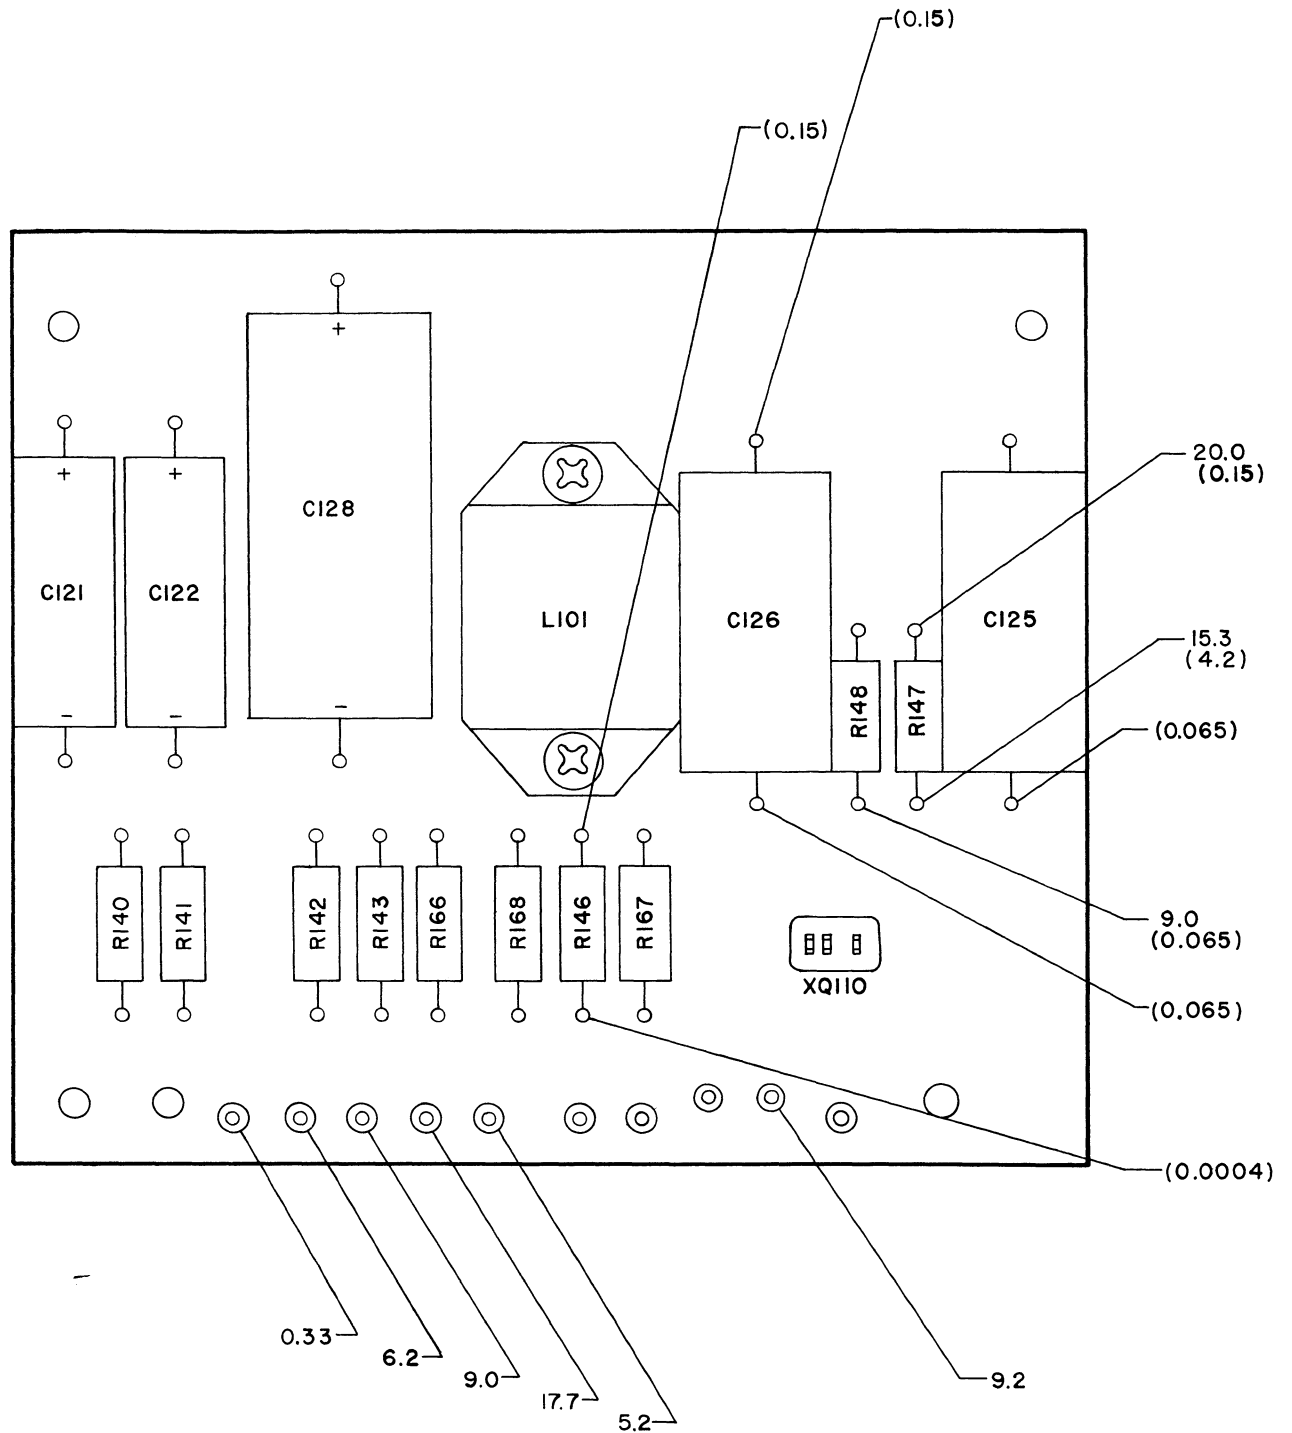 (0.15)
(0.15)
+
20.0
(0.15)
+
+
C128
C121
C122
L101
C126
C125
15.3
(4.2)
R148
R147
−
−
−
(0.065)
R140
R141
R142
R143
R166
R168
R146
R167
9.0
(0.065)
XQ110
(0.065)
(0.0004)
0.33
6.2
9.0
17.7
5.2
9.2